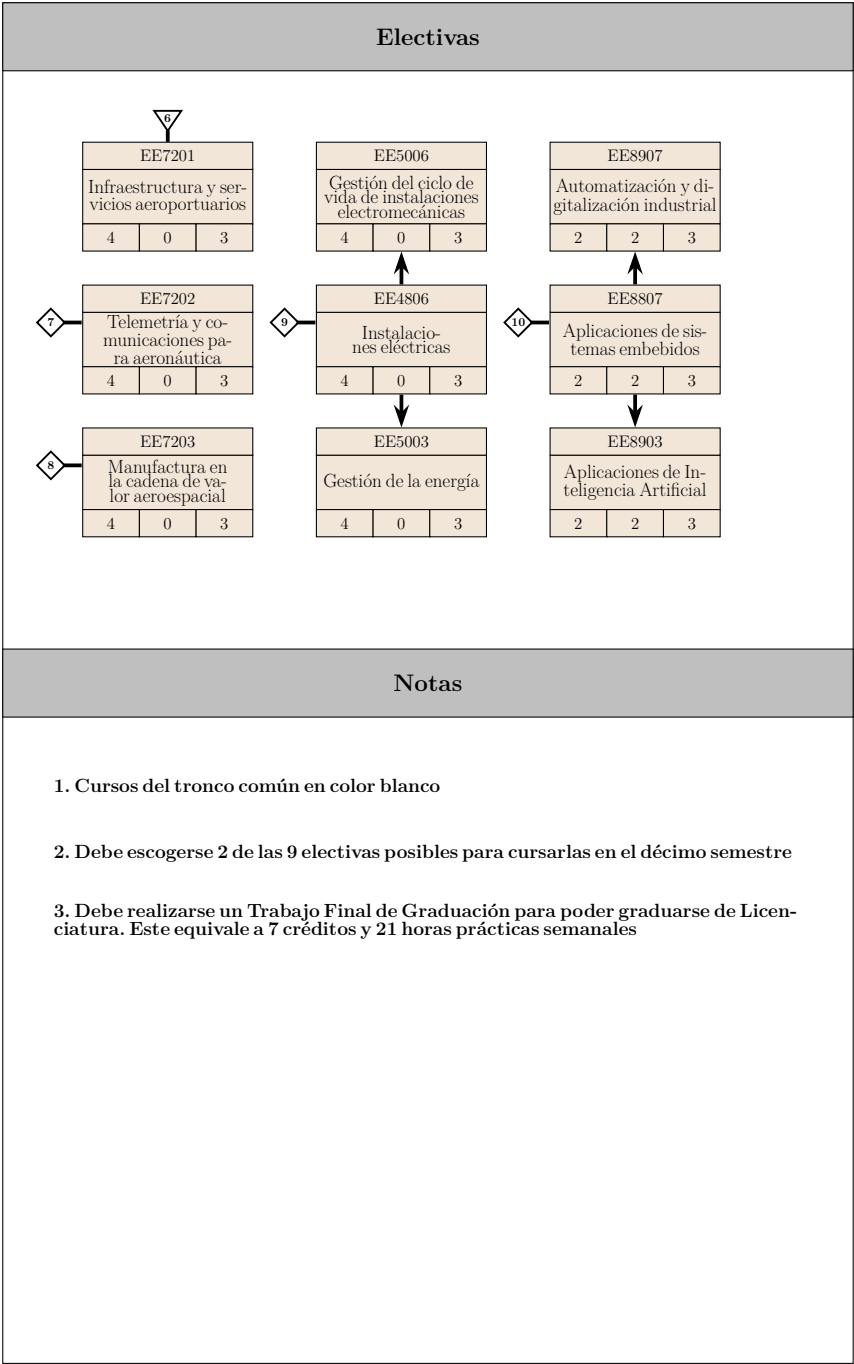 Electivas
6
EE7201
Infraestructura y ser-
vicios aeroportuarios
4 0 3
EE5006
Gestión del ciclo de
vida de instalaciones
electromecánicas
4 0 3
EE8907
Automatización y di-
gitalización industrial
2 2 3
7
EE7202
Telemetría y co-
municaciones pa-
ra aeronáutica
4 0 3
9
EE4806
Instalacio-
nes eléctricas
4 0 3
10
EE8807
Aplicaciones de sis-
temas embebidos
2 2 3
8
EE7203
Manufactura en
la cadena de va-
lor aeroespacial
4 0 3
EE5003
Gestión de la energía
4 0 3
EE8903
Aplicaciones de In-
teligencia Artificial
2 2 3
Notas
1. Cursos del tronco común en color blanco
2. Debe escogerse 2 de las 9 electivas posibles para cursarlas en el décimo semestre
3. Debe realizarse un Trabajo Final de Graduación para poder graduarse de Licen-
ciatura. Este equivale a 7 créditos y 21 horas prácticas semanales